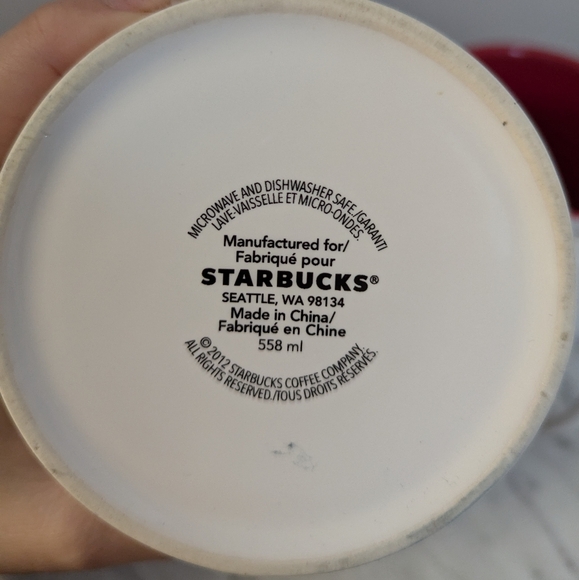 MICROWAVE AND DISHWASHER SAFE./GARANTI
LAVE-VAISSELLE ET MICRO-ONDES.
Manufactured for/
Fabriqué pour
STARBUCKS®
SEATTLE, WA 98134
Made in China/
Fabriqué en Chine
558 ml
© 2012 STARBUCKS COFFEE COMPANY.
ALL RIGHTS RESERVED./TOUS DROITS RÉSERVÉS.